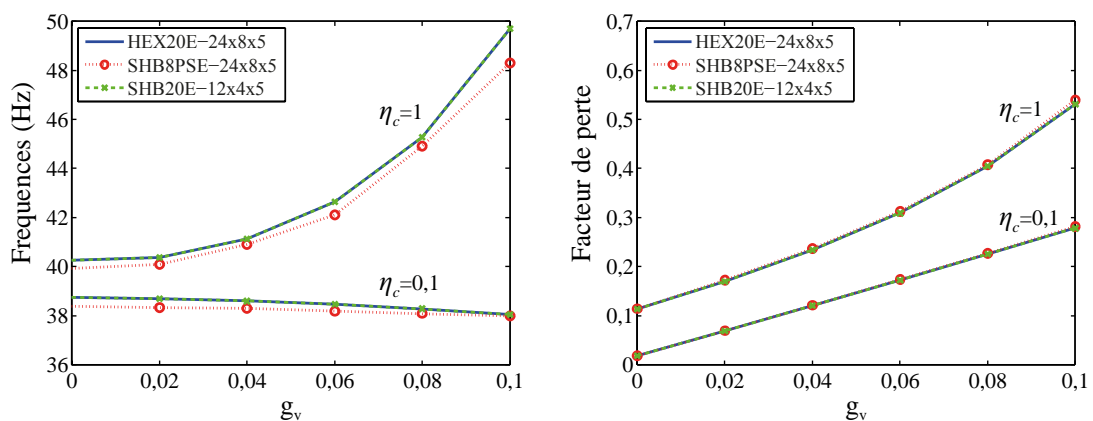 50
48
46
44
42
40
38
36
Frequences (Hz)
HEX20E−24x8x5
SHB8PSE−24x8x5
SHB20E−12x4x5
η_c=1
η_c=0,1
0
0,02
0,04
0,06
0,08
0,1
g_v
0,7
0,6
0,5
0,4
0,3
0,2
0.1
0
Facteur de perte
HEX20E−24x8x5
SHB8PSE−24x8x5
SHB20E−12x4x5
η_c=1
η_c=0,1
0
0,02
0,04
0,06
0,08
0,1
g_v